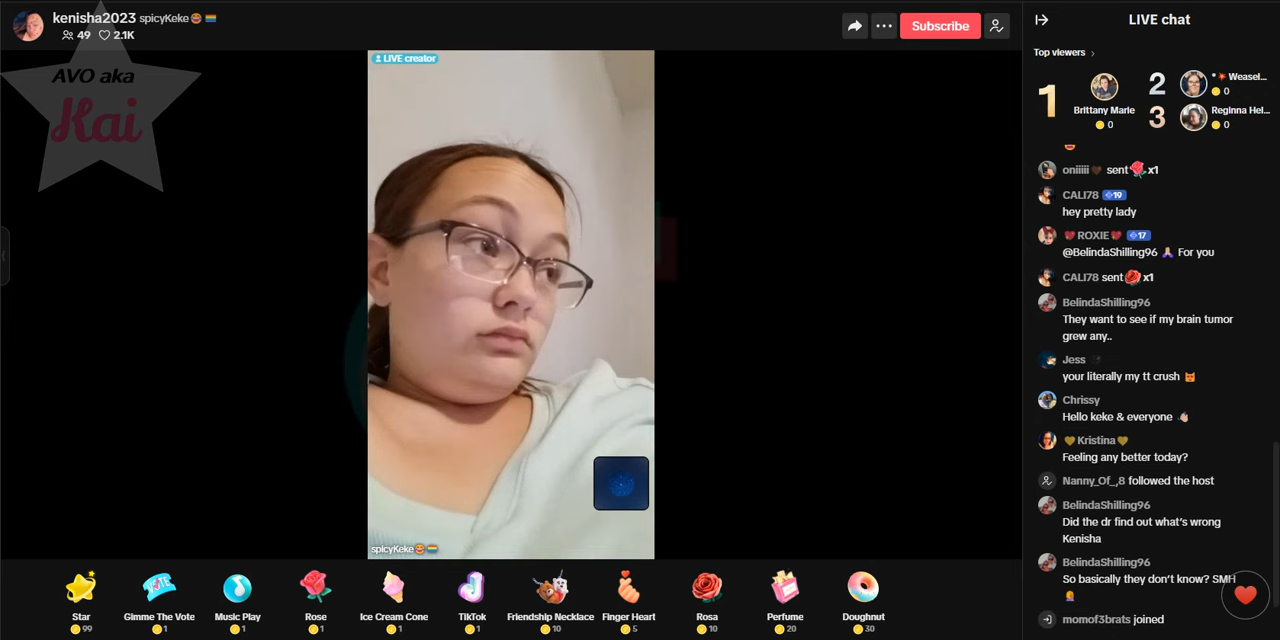 kenisha2023 spicyKeke
49 2.1K
AVO aka
Kai
Subscribe
LIVE creator
spicyKeke
LIVE chat
Top viewers
1
Brittany Marie
0
2
Weasel...
0
3
Reginna Hel...
0
oniiiii sent x1
CALI78 19
hey pretty lady
ROXIE 17
@BelindaShilling96 🙏🏻 For you
CALI78 sent x1
BelindaShilling96
They want to see if my brain tumor
grew any..
Jess
your literally my tt crush
Chrissy
Hello keke & everyone
Kristina
Feeling any better today?
Nanny_Of_,8 followed the host
BelindaShilling96
Did the dr find out what's wrong
Kenisha
BelindaShilling96
So basically they don't know? SMH
momof3brats joined
Star
99
Gimme The Vote
1
Music Play
1
Rose
1
Ice Cream Cone
1
TikTok
1
Friendship Necklace
10
Finger Heart
5
Rosa
10
Perfume
20
Doughnut
30